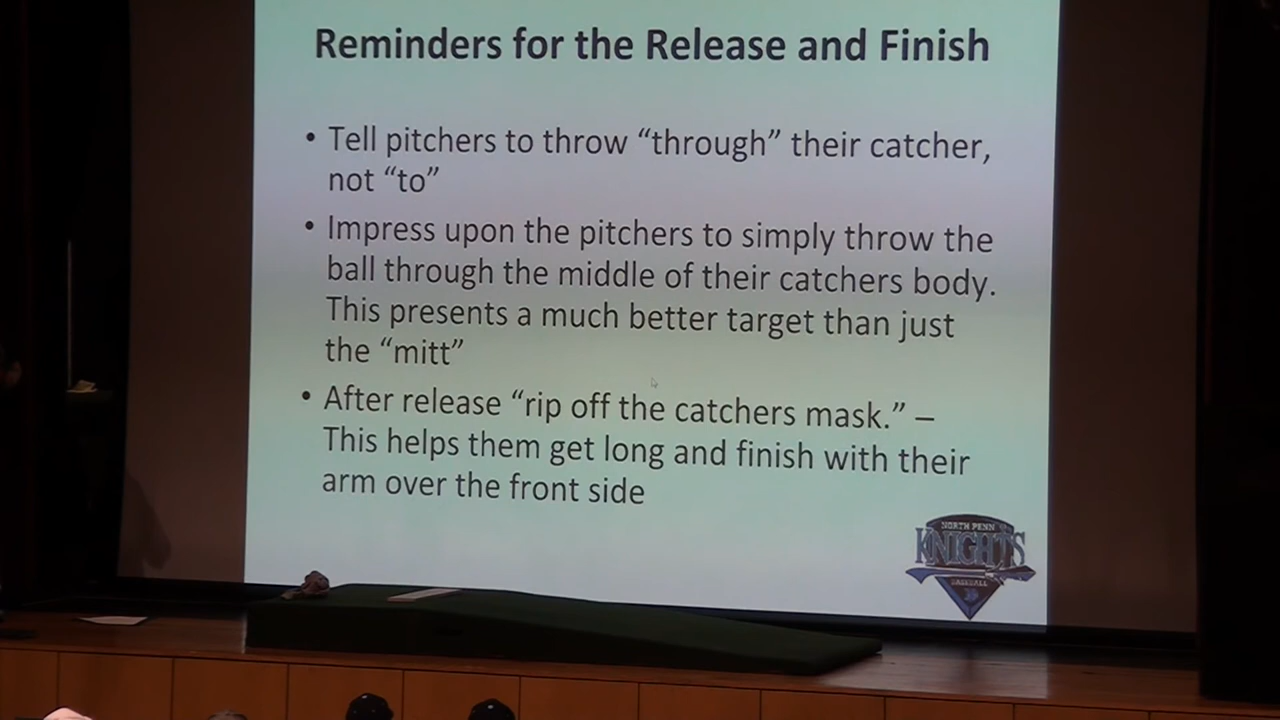 Reminders for the Release and Finish
• Tell pitchers to throw “through” their catcher,
not “to”
• Impress upon the pitchers to simply throw the
ball through the middle of their catchers body.
This presents a much better target than just
the “mitt”
• After release “rip off the catchers mask.” –
This helps them get long and finish with their
arm over the front side
NORTH PENN
KNIGHTS
BASEBALL